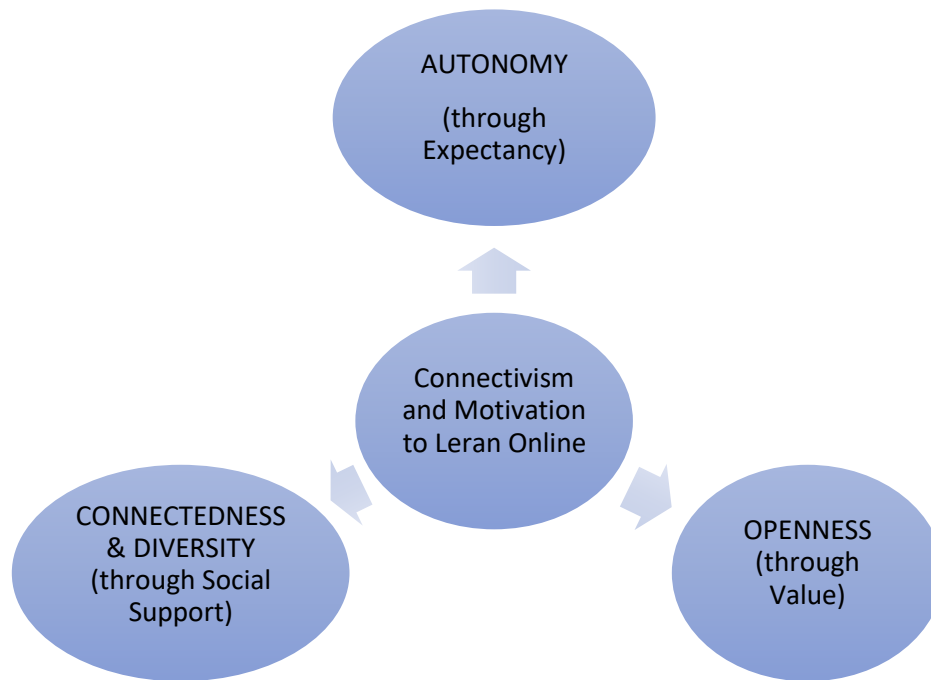 AUTONOMY
(through
Expectancy)
Connectivism
and Motivation
to Leran Online
CONNECTEDNESS
& DIVERSITY
(through Social
Support)
OPENNESS
(through
Value)